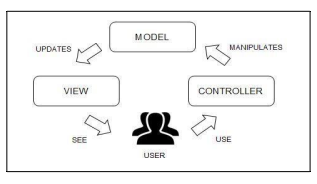 MODEL
UPDATES
MANIPULATES
VIEW
CONTROLLER
SEE
USE
USER